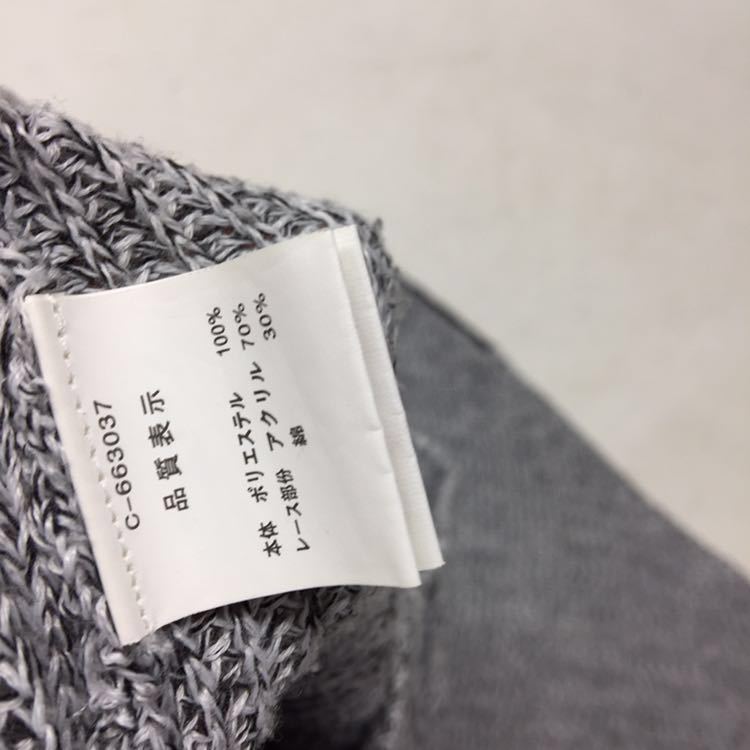 C-663037
品質表示
本体 ポリエステル 100%
レース部份 アクリル 70%
綿 30%